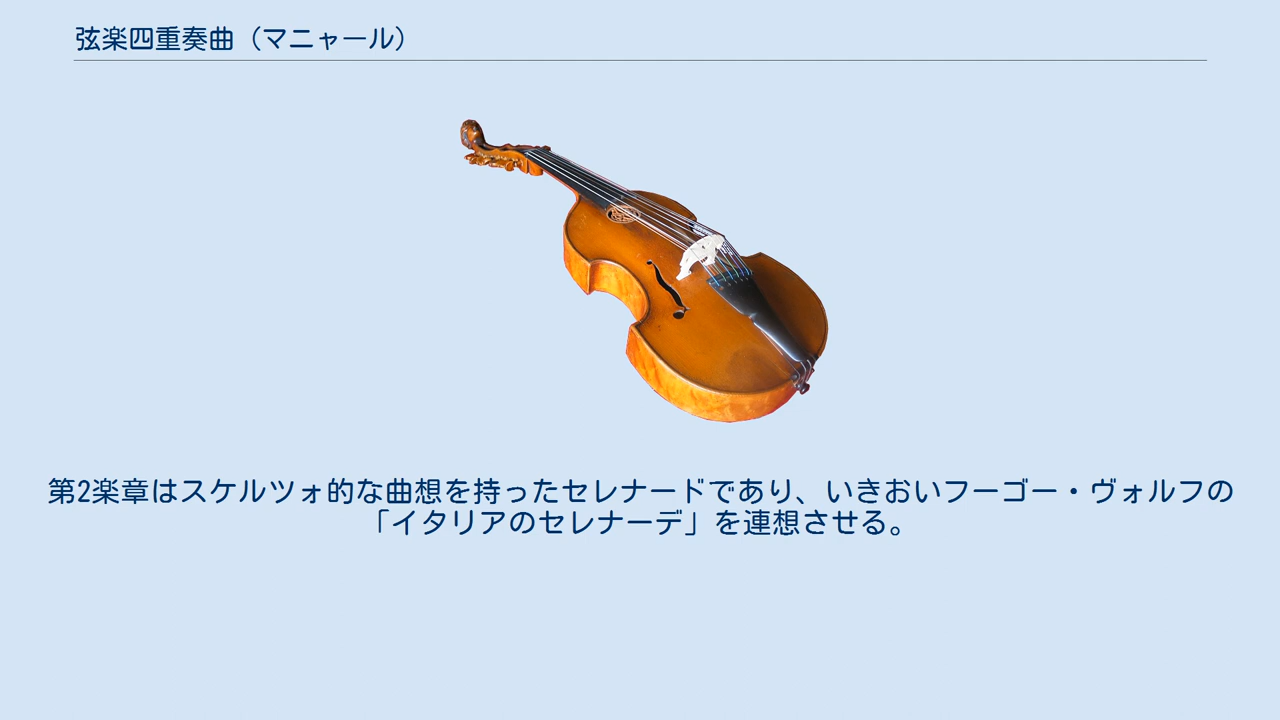 弦楽四重奏曲（マニャール）
第2楽章はスケルツォ的な曲想を持ったセレナードであり、いきおいフーゴー・ヴォルフの
「イタリアのセレナーデ」を連想させる。